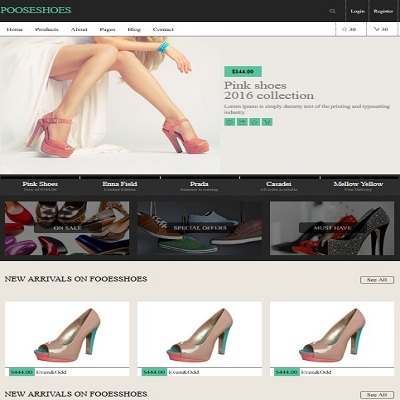 POOSESHOES
Login
Register
Home
Products
About
Pages
Blog
Contact
30
30
$144.00
Pink shoes
2016 collection
Lorem Ipsum is simply dummy text of the printing and typesetting
industry.
Pink Shoes
Enna Field
Prada
Casadei
Mellow Yellow
ON SALE
SPECIAL OFFERS
MUST HAVE
NEW ARRIVALS ON FOOESSHOES
See All
$444.00 Even&Odd
$444.00 Even&Odd
$444.00 Even&Odd
NEW ARRIVALS ON FOOESSHOES
See All